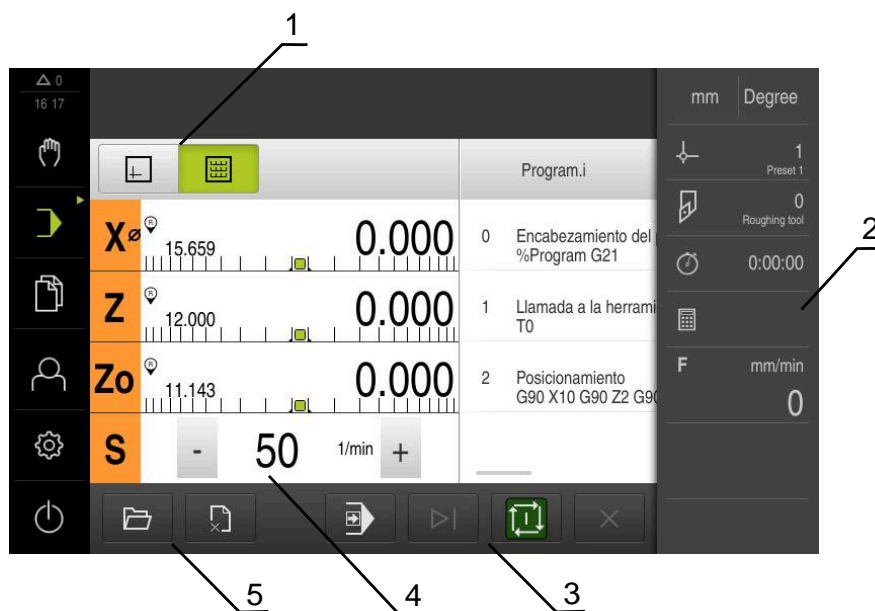 1
0
16 17
mm Degree
1
Preset 1
0
Roughing tool
0:00:00
F mm/min
0
2
Program.i
X⌀ R 15.659 0.000
Z R 12.000 0.000
Zo R 11.143 0.000
S - 50 1/min +
0 Encabezamiento del
%Program G21
1 Llamada a la herrami
T0
2 Posicionamiento
G90 X10 G90 Z2 G90
5
4
3